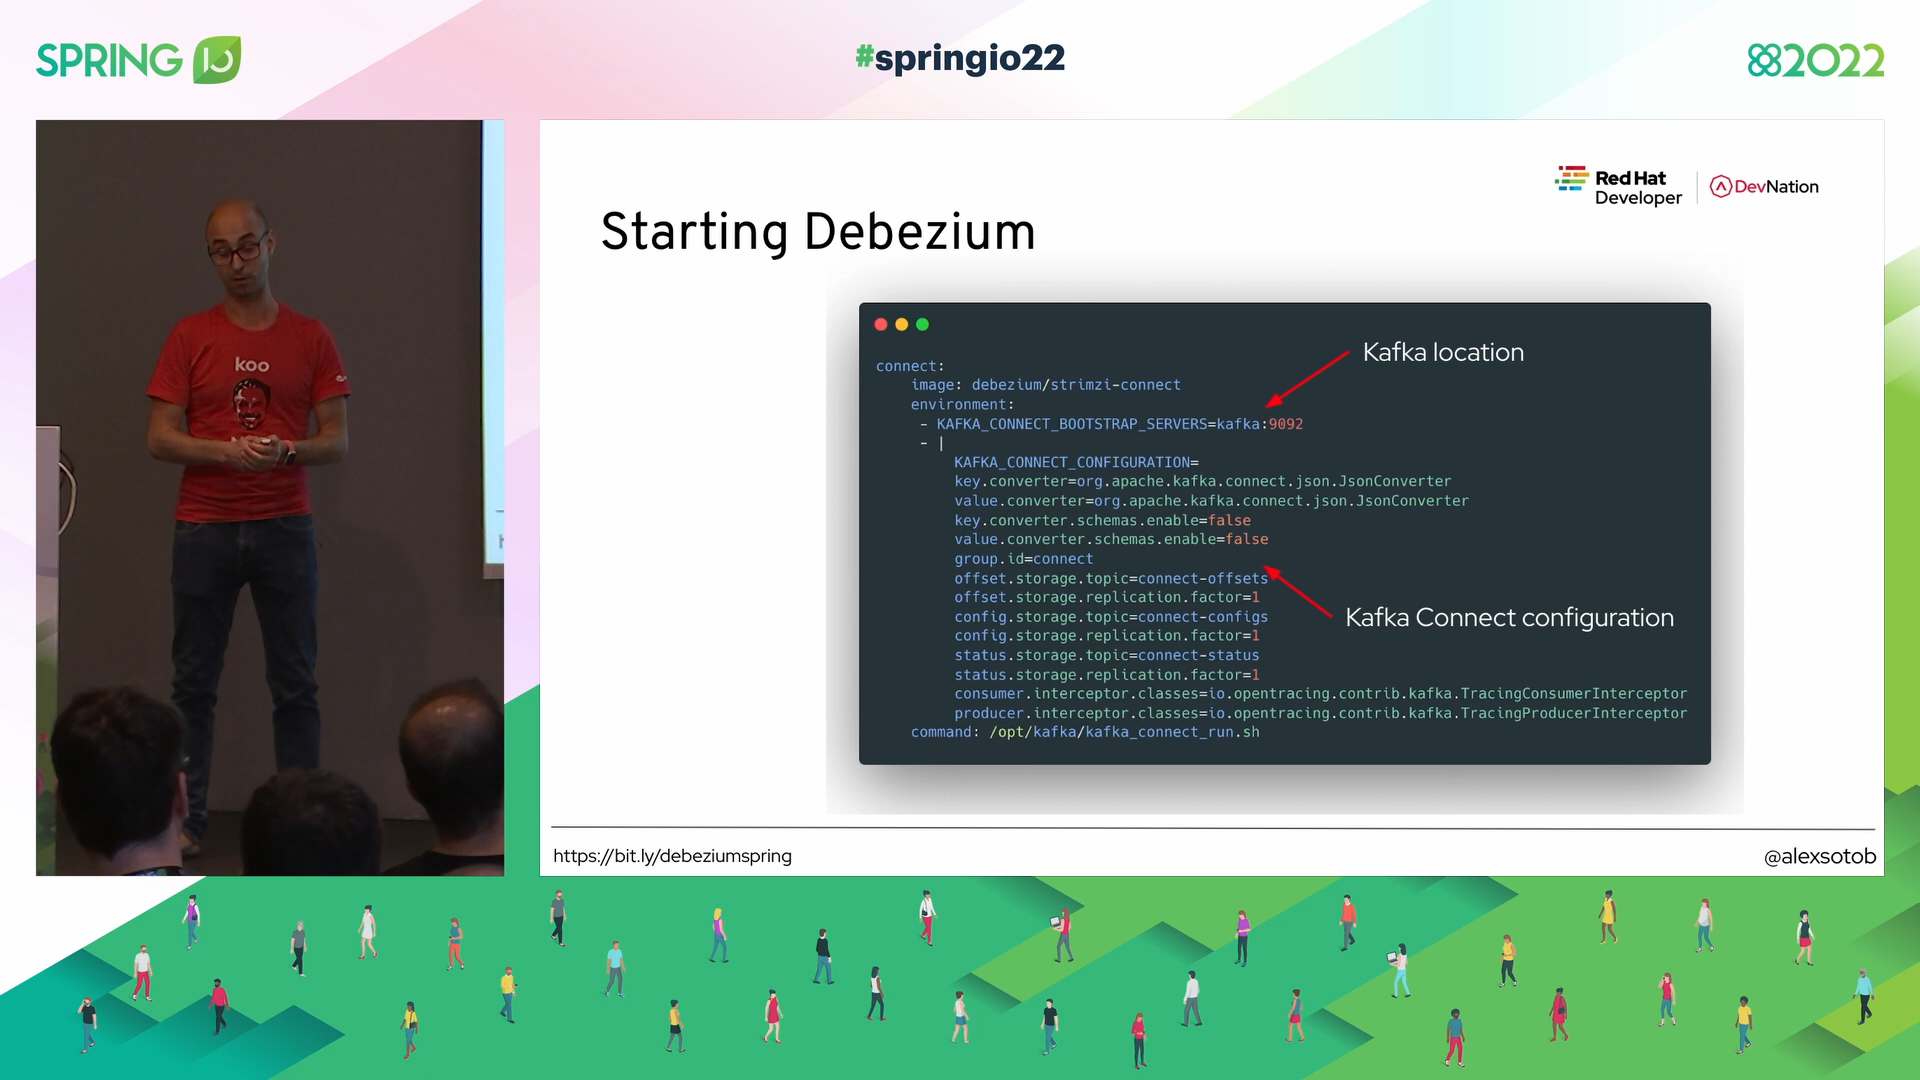 SPRING IO
#springio22
2022
koo
Red Hat
Developer
DevNation
Starting Debezium
Kafka location
connect:
image: debezium/strimzi-connect
environment:
- KAFKA_CONNECT_BOOTSTRAP_SERVERS=kafka:9092
- |
KAFKA_CONNECT_CONFIGURATION=
key.converter=org.apache.kafka.connect.json.JsonConverter
value.converter=org.apache.kafka.connect.json.JsonConverter
key.converter.schemas.enable=false
value.converter.schemas.enable=false
group.id=connect
offset.storage.topic=connect-offsets
offset.storage.replication.factor=1
config.storage.topic=connect-configs
config.storage.replication.factor=1
status.storage.topic=connect-status
status.storage.replication.factor=1
consumer.interceptor.classes=io.opentracing.contrib.kafka.TracingConsumerInterceptor
producer.interceptor.classes=io.opentracing.contrib.kafka.TracingProducerInterceptor
command: /opt/kafka/kafka_connect_run.sh
Kafka Connect configuration
https://bit.ly/debeziumspring
@alexsotob